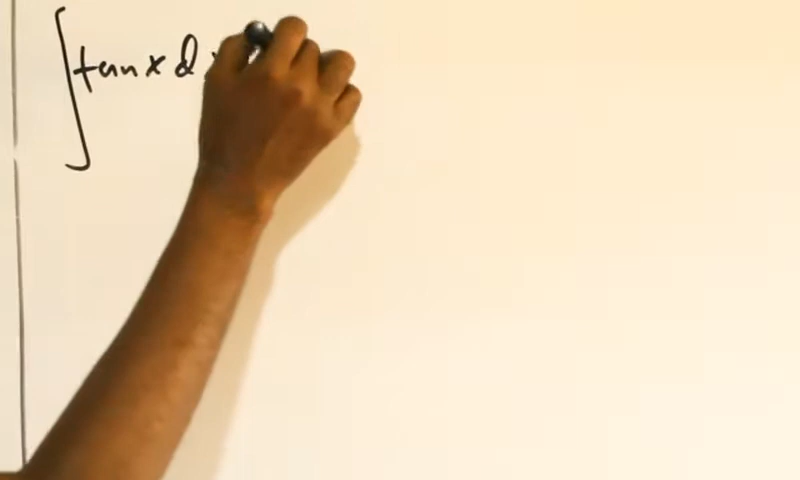 ∫ tan x d